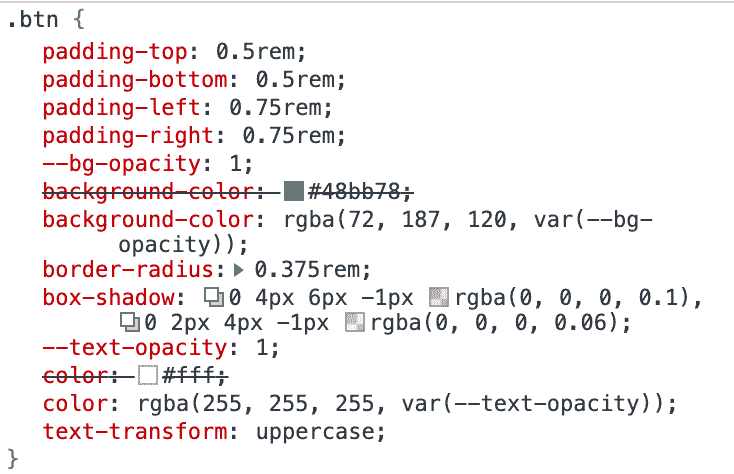 .btn {
padding-top: 0.5rem;
padding-bottom: 0.5rem;
padding-left: 0.75rem;
padding-right: 0.75rem;
--bg-opacity: 1;
background-color: #48bb78;
background-color: rgba(72, 187, 120, var(--bg-
opacity));
border-radius: 0.375rem;
box-shadow: 0 4px 6px -1px rgba(0, 0, 0, 0.1),
0 2px 4px -1px rgba(0, 0, 0, 0.06);
--text-opacity: 1;
color: #fff;
color: rgba(255, 255, 255, var(--text-opacity));
text-transform: uppercase;
}